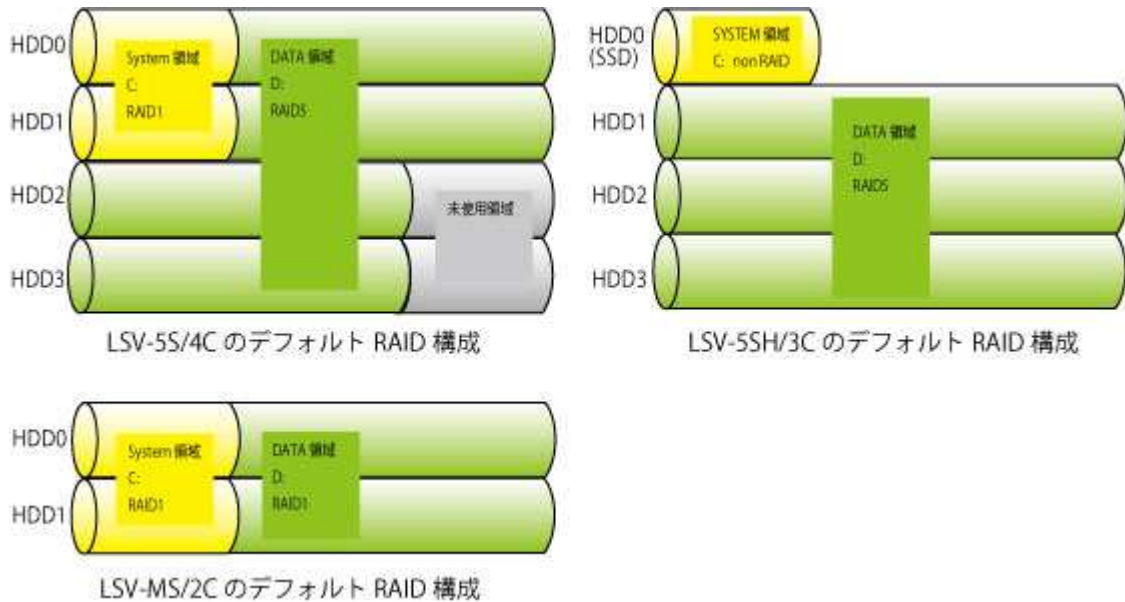 HDD0
System 領域
C:
RAID1
DATA 領域
D:
RAID5
HDD1
HDD2
未使用領域
HDD3
LSV-5S/4C のデフォルト RAID 構成
HDD0
(SSD)
SYSTEM 領域
C: non RAID
HDD1
DATA 領域
D:
RAID5
HDD2
HDD3
LSV-5SH/3C のデフォルト RAID 構成
HDD0
System 領域
C:
RAID1
DATA 領域
D:
RAID1
HDD1
LSV-MS/2C のデフォルト RAID 構成